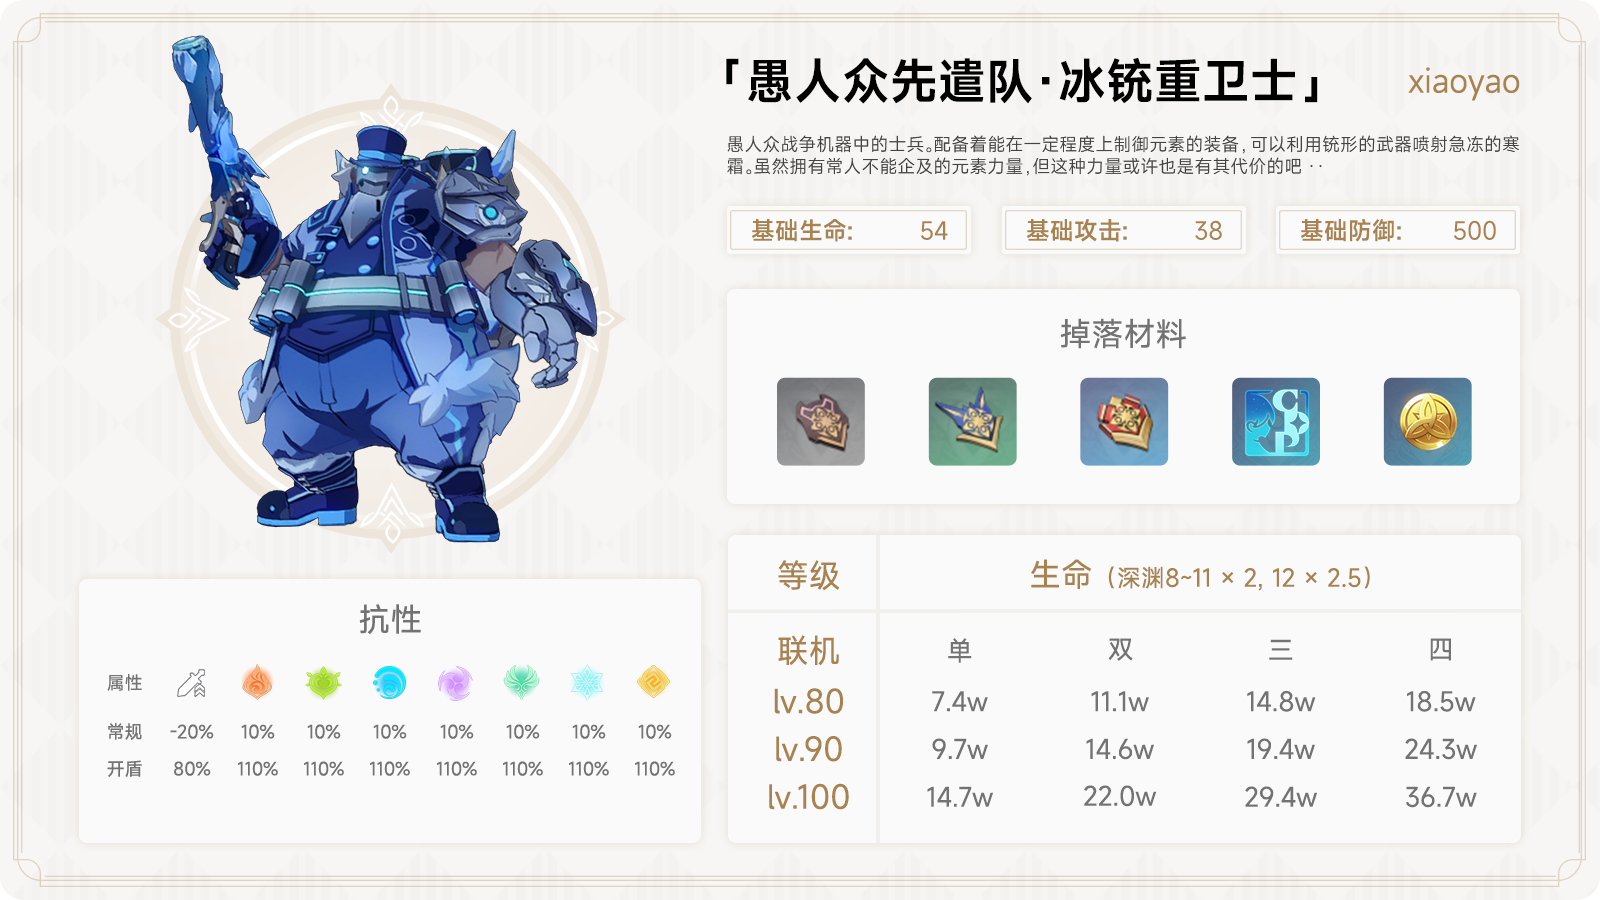 「愚人众先遣队·冰铳重卫士」 xiaoyao
愚人众战争机器中的士兵。配备着能在一定程度上制御元素的装备，可以利用铳形的武器喷射急冻的寒
霜。虽然拥有常人不能企及的元素力量，但这种力量或许也是有其代价的吧 ··
基础生命: 54 基础攻击: 38 基础防御: 500
掉落材料
抗性
属性
常规 -20% 10% 10% 10% 10% 10% 10% 10%
开盾 80% 110% 110% 110% 110% 110% 110% 110%
等级 生命（深渊8~11 × 2, 12 × 2.5）
联机 单 双 三 四
lv.80 7.4w 11.1w 14.8w 18.5w
lv.90 9.7w 14.6w 19.4w 24.3w
lv.100 14.7w 22.0w 29.4w 36.7w